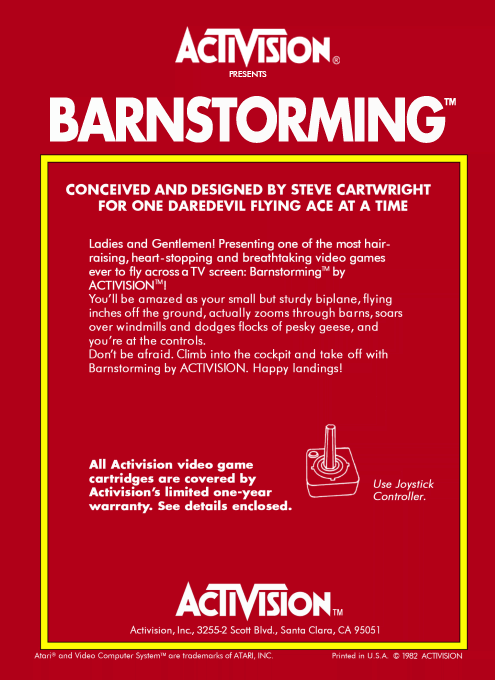 ACTIVISION®
PRESENTS
BARNSTORMING™
CONCEIVED AND DESIGNED BY STEVE CARTWRIGHT
FOR ONE DAREDEVIL FLYING ACE AT A TIME
Ladies and Gentlemen! Presenting one of the most hair-
raising, heart-stopping and breathtaking video games
ever to fly across a TV screen: Barnstorming™ by
ACTIVISION™!
You'll be amazed as your small but sturdy biplane, flying
inches off the ground, actually zooms through barns, soars
over windmills and dodges flocks of pesky geese, and
you're at the controls.
Don't be afraid. Climb into the cockpit and take off with
Barnstorming by ACTIVISION. Happy landings!
All Activision video game
cartridges are covered by
Activision's limited one-year
warranty. See details enclosed.
Use Joystick
Controller.
ACTIVISION™
Activision, Inc., 3255-2 Scott Blvd., Santa Clara, CA 95051
Atari® and Video Computer System™ are trademarks of ATARI, INC.
Printed in U.S.A. © 1982 ACTIVISION